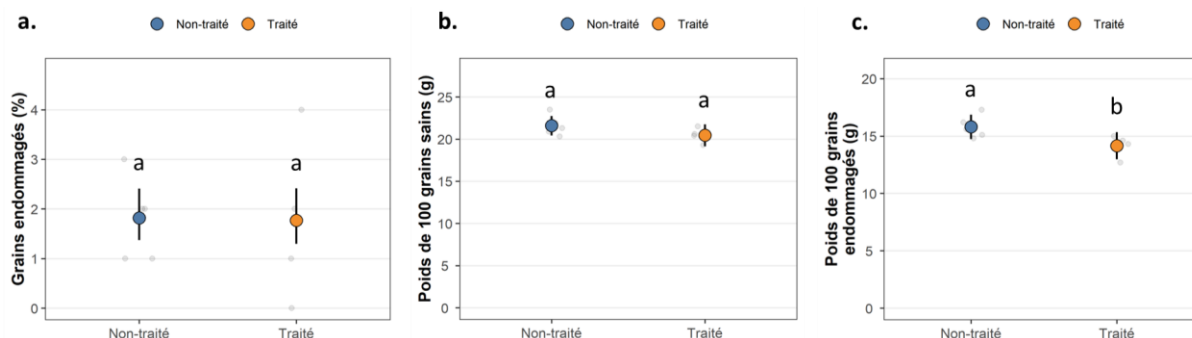 a.
Non-traité Traité
Grains endommagés (%)
4
3
2
1
0
a
a
Non-traité Traité
b.
Non-traité Traité
Poids de 100 grains sains (g)
25
20
15
10
5
0
a
a
Non-traité Traité
c.
Non-traité Traité
Poids de 100 grains
endommagés (g)
20
15
10
5
0
a
b
Non-traité Traité